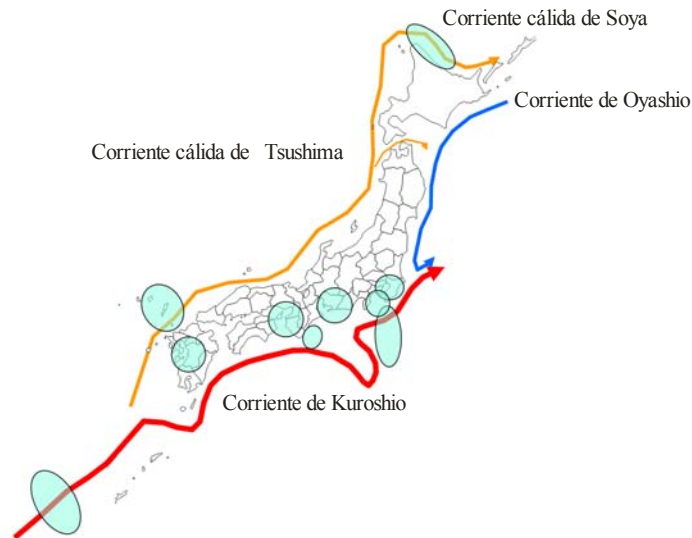 Corriente cálida de Soya
Corriente de Oyashio
Corriente cálida de Tsushima
Corriente de Kuroshio